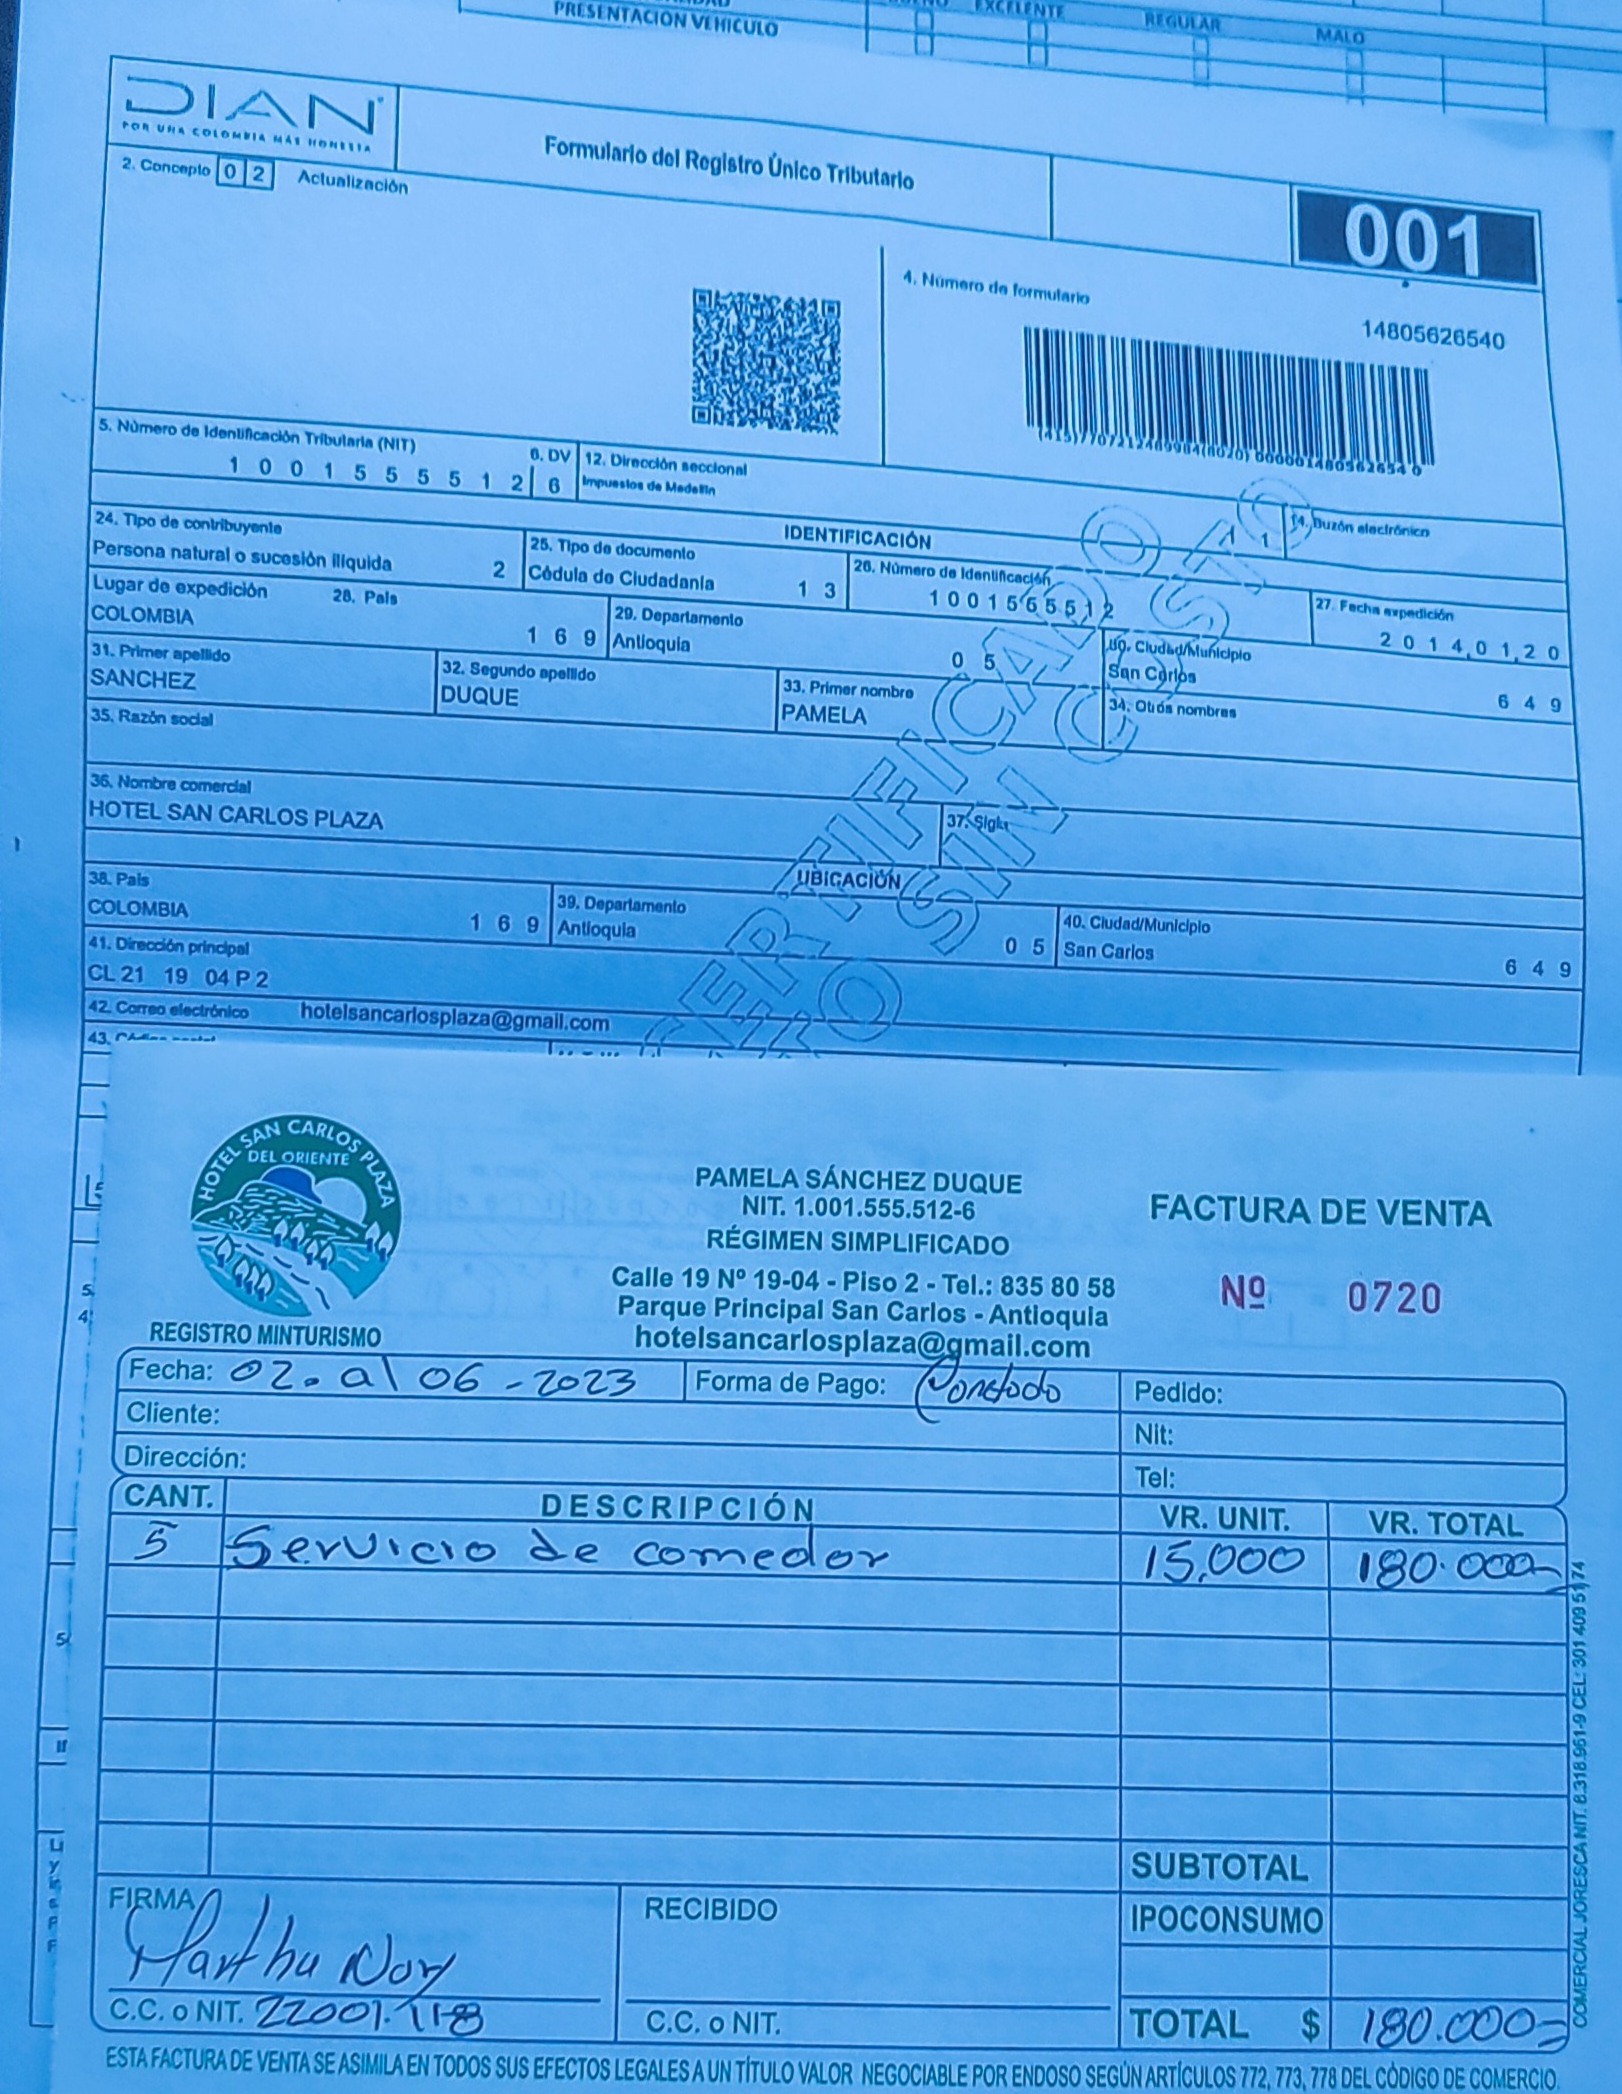 PRESENTACION VEHICULO
EXCELENTE
REGULAR
MALO
DIAN
POR UNA COLOMBIA MÁS HONESTA
Formulario del Registro Único Tributario
001
2. Concepto 0 2 Actualización
4. Número de formulario
14805626540
5. Número de Identificación Tributaria (NIT)
6. DV
12. Dirección seccional
14. Buzón electrónico
1 0 0 1 5 5 5 5 1 2 6
Impuestos de Medellín
IDENTIFICACIÓN
24. Tipo de contribuyente
25. Tipo de documento
26. Número de Identificación
27. Fecha expedición
Persona natural o sucesión ilíquida 2
Cédula de Ciudadanía 1 3
1 0 0 1 5 5 5 5 1 2
2 0 1 4 0 1 2 0
Lugar de expedición 28. País
29. Departamento
30. Ciudad/Municipio
COLOMBIA 1 6 9
Antioquia 0 5
San Carlos 6 4 9
31. Primer apellido
32. Segundo apellido
33. Primer nombre
34. Otros nombres
SANCHEZ
DUQUE
PAMELA
35. Razón social
36. Nombre comercial
37. Sigla
HOTEL SAN CARLOS PLAZA
UBICACIÓN
38. País
39. Departamento
40. Ciudad/Municipio
COLOMBIA 1 6 9
Antioquia 0 5
San Carlos 6 4 9
41. Dirección principal
CL 21 19 04 P 2
42. Correo electrónico hotelsancarlosplaza@gmail.com
43.
CERTIFICADO
SIN COSTO
HOTEL SAN CARLOS PLAZA
DEL ORIENTE
REGISTRO MINTURISMO
PAMELA SÁNCHEZ DUQUE
NIT. 1.001.555.512-6
RÉGIMEN SIMPLIFICADO
Calle 19 Nº 19-04 - Piso 2 - Tel.: 835 80 58
Parque Principal San Carlos - Antioquia
hotelsancarlosplaza@gmail.com
FACTURA DE VENTA
Nº 0720
Fecha: 02. al 06 - 2023
Forma de Pago: Contado
Pedido:
Cliente:
Nit:
Dirección:
Tel:
CANT. DESCRIPCIÓN VR. UNIT. VR. TOTAL
5 Servicio de comedor 15,000 180.000
SUBTOTAL
FIRMA
RECIBIDO
IPOCONSUMO
Martha Nory
C.C. o NIT. 22001.118
C.C. o NIT.
TOTAL $ 180.000=
ESTA FACTURA DE VENTA SE ASIMILA EN TODOS SUS EFECTOS LEGALES A UN TÍTULO VALOR NEGOCIABLE POR ENDOSO SEGÚN ARTÍCULOS 772, 773, 778 DEL CÓDIGO DE COMERCIO.
COMERCIAL JORESCA NIT. 8.318.961-9 CEL: 301 409 5174